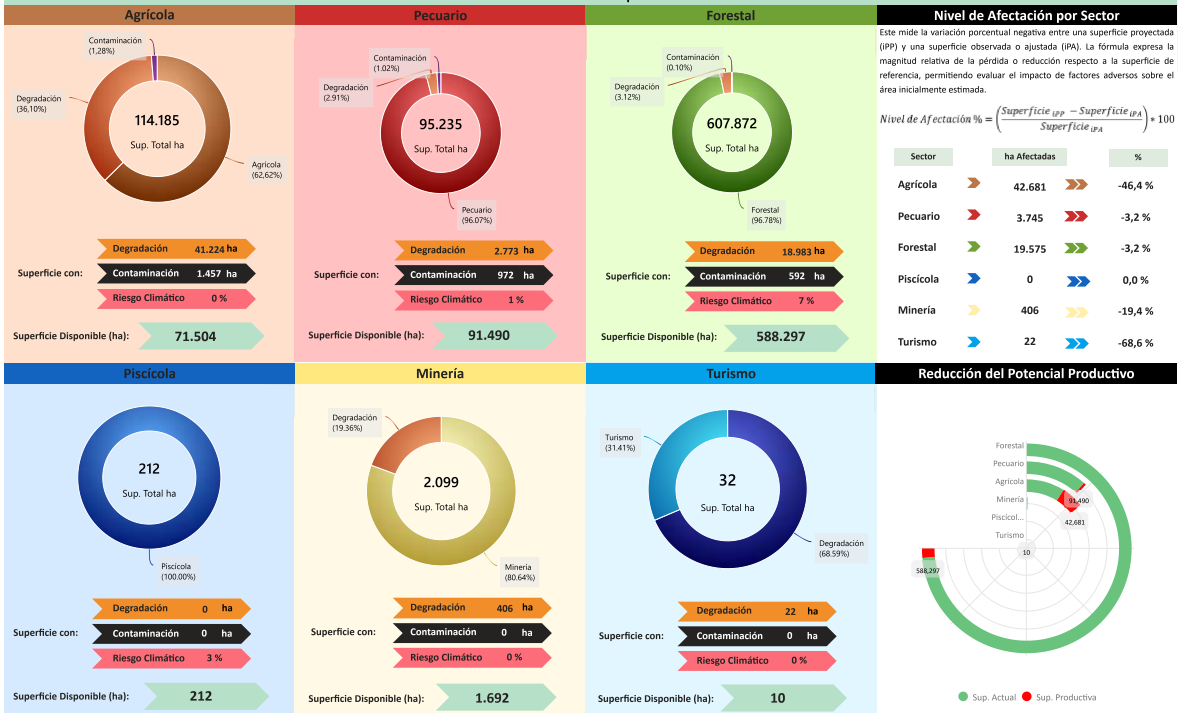 Agrícola
Contaminación
(1,28%)
Degradación
(36,10%)
114.185
Sup. Total ha
Agrícola
(62,62%)
Superficie con:
Degradación 41.224 ha
Contaminación 1.457 ha
Riesgo Climático 0 %
Superficie Disponible (ha): 71.504
Pecuario
Contaminación
(1.02%)
Degradación
(2.91%)
95.235
Sup. Total ha
Pecuario
(96.07%)
Superficie con:
Degradación 2.773 ha
Contaminación 972 ha
Riesgo Climático 1 %
Superficie Disponible (ha): 91.490
Forestal
Contaminación
(0.10%)
Degradación
(3.12%)
607.872
Sup. Total ha
Forestal
(96.78%)
Superficie con:
Degradación 18.983 ha
Contaminación 592 ha
Riesgo Climático 7 %
Superficie Disponible (ha): 588.297
Nivel de Afectación por Sector
Este mide la variación porcentual negativa entre una superficie proyectada
(iPP) y una superficie observada o ajustada (iPA). La fórmula expresa la
magnitud relativa de la pérdida o reducción respecto a la superficie de
referencia, permitiendo evaluar el impacto de factores adversos sobre el
área inicialmente estimada.
Nivel de Afectación % = (Superficie iPP − Superficie iPA / Superficie iPA) * 100
Sector ha Afectadas %
Agrícola 42.681 -46,4 %
Pecuario 3.745 -3,2 %
Forestal 19.575 -3,2 %
Piscícola 0 0,0 %
Minería 406 -19,4 %
Turismo 22 -68,6 %
Piscícola
212
Sup. Total ha
Piscícola
(100.00%)
Superficie con:
Degradación 0 ha
Contaminación 0 ha
Riesgo Climático 3 %
Superficie Disponible (ha): 212
Minería
Degradación
(19.36%)
2.099
Sup. Total ha
Minería
(80.64%)
Superficie con:
Degradación 406 ha
Contaminación 0 ha
Riesgo Climático 0 %
Superficie Disponible (ha): 1.692
Turismo
Turismo
(31.41%)
32
Sup. Total ha
Degradación
(68.59%)
Superficie con:
Degradación 22 ha
Contaminación 0 ha
Riesgo Climático 0 %
Superficie Disponible (ha): 10
Reducción del Potencial Productivo
Forestal
Pecuario
Agrícola
Minería
Piscícol...
Turismo
91,490
42,681
10
588,297
Sup. Actual Sup. Productiva